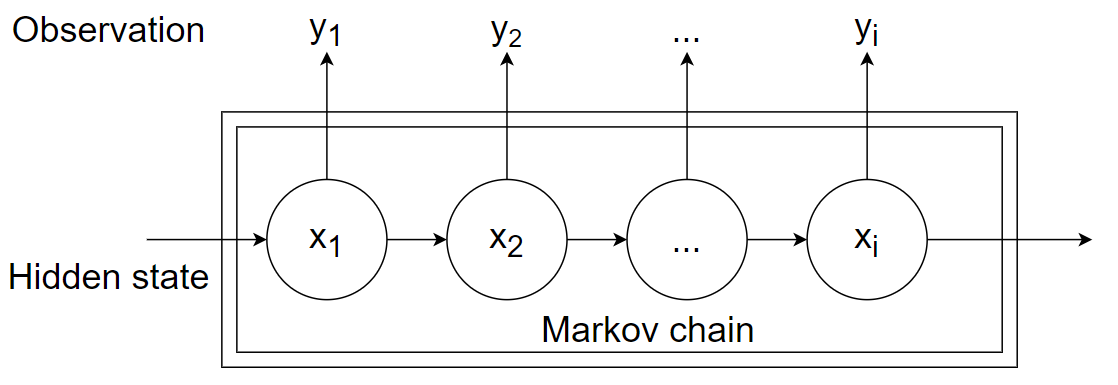 Observation y₁ y₂ ... yᵢ
x₁ x₂ ... xᵢ
Hidden state
Markov chain